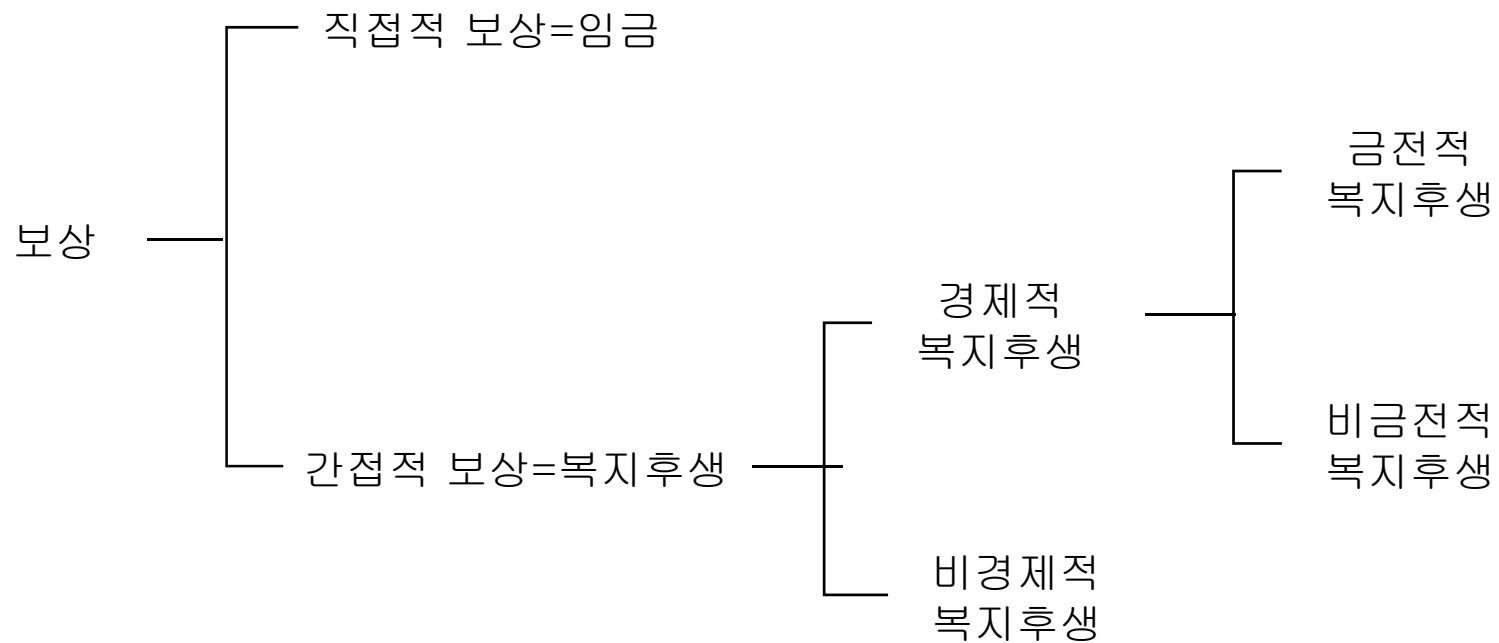 직접적 보상=임금
금전적
복지후생
보상
경제적
복지후생
비금전적
복지후생
간접적 보상=복지후생
비경제적
복지후생